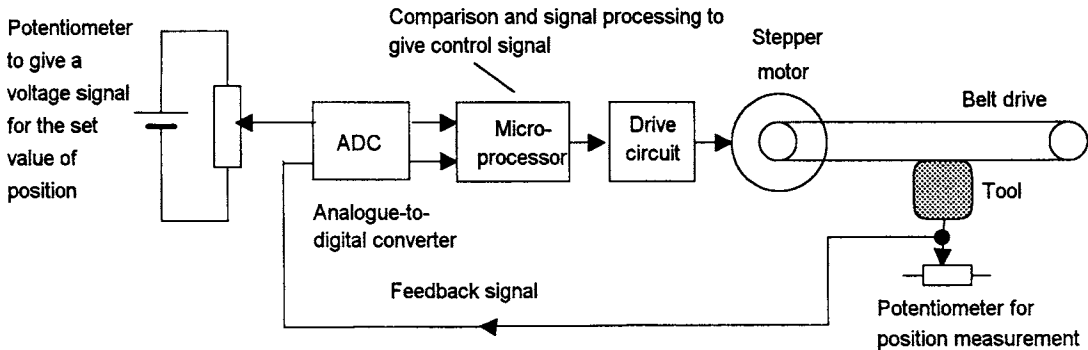 Potentiometer
to give a
voltage signal
for the set
value of
position
Comparison and signal processing to
give control signal
ADC
Analogue-to-
digital converter
Micro-
processor
Drive
circuit
Stepper
motor
Belt drive
Tool
Feedback signal
Potentiometer for
position measurement